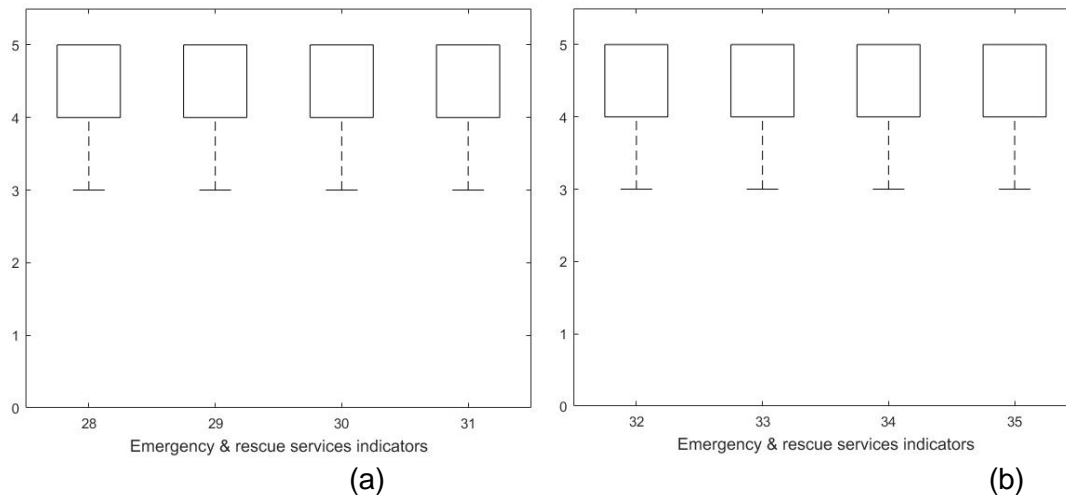 5
4
3
2
1
0
28 29 30 31
Emergency & rescue services indicators
(a)
5
4
3
2
1
0
32 33 34 35
Emergency & rescue services indicators
(b)